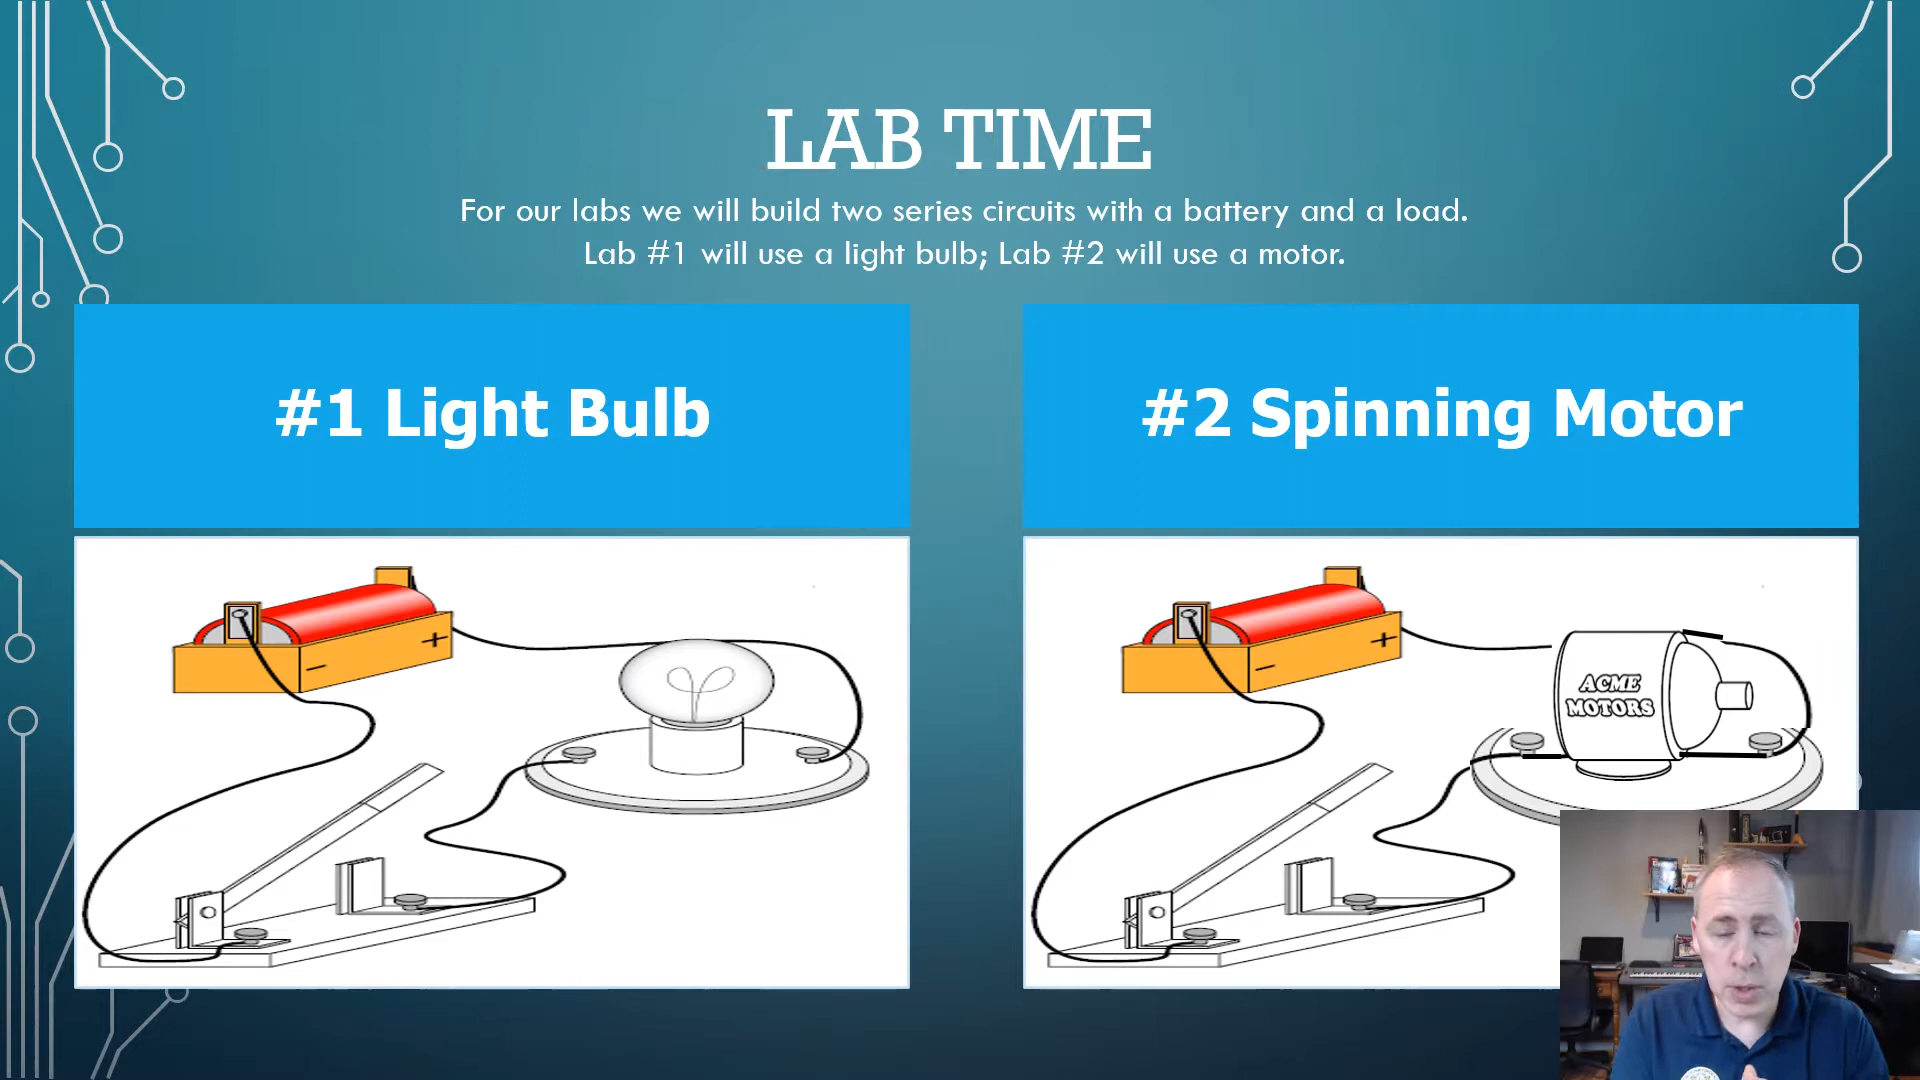 LAB TIME
For our labs we will build two series circuits with a battery and a load.
Lab #1 will use a light bulb; Lab #2 will use a motor.
#1 Light Bulb
#2 Spinning Motor
+
−
+
−
ACME
MOTORS